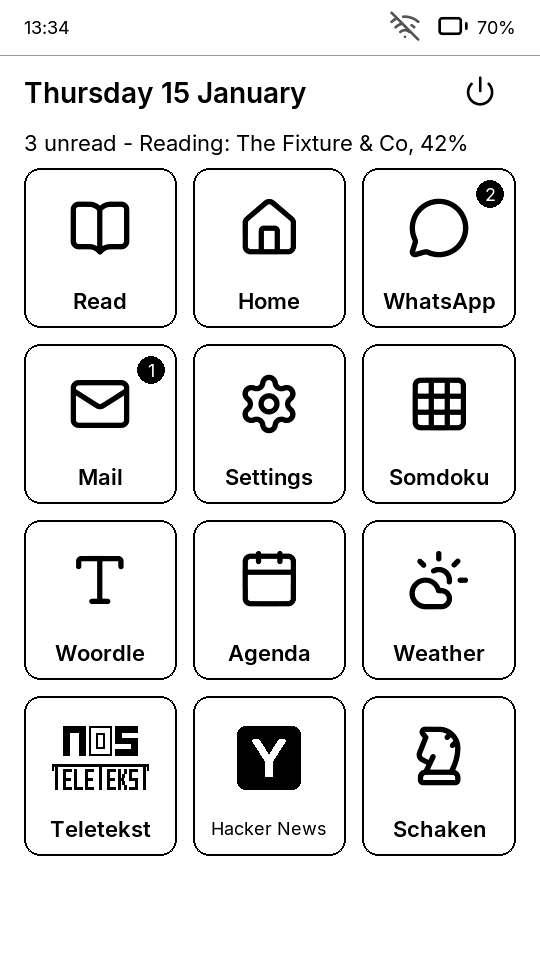 13:34 70%
Thursday 15 January
3 unread - Reading: The Fixture & Co, 42%
2
Read Home WhatsApp
1
Mail Settings Somdoku
T
Woordle Agenda Weather
NOS
TELETEKST
Y
Teletekst Hacker News Schaken